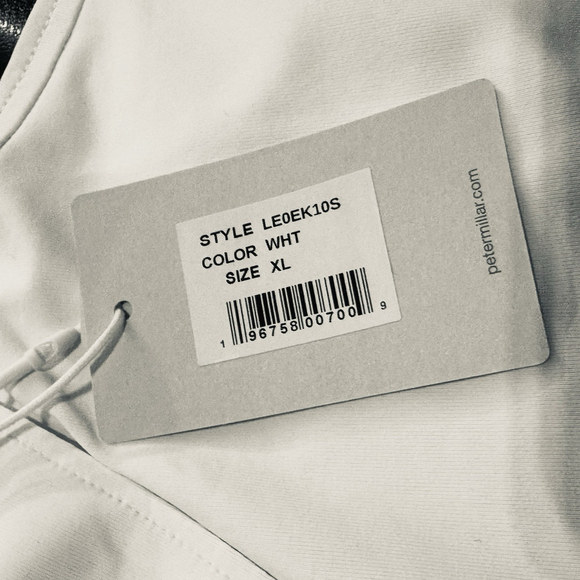 STYLE LE0EK10S
COLOR WHT
SIZE XL
1 96758 00700 9
petermillar.com